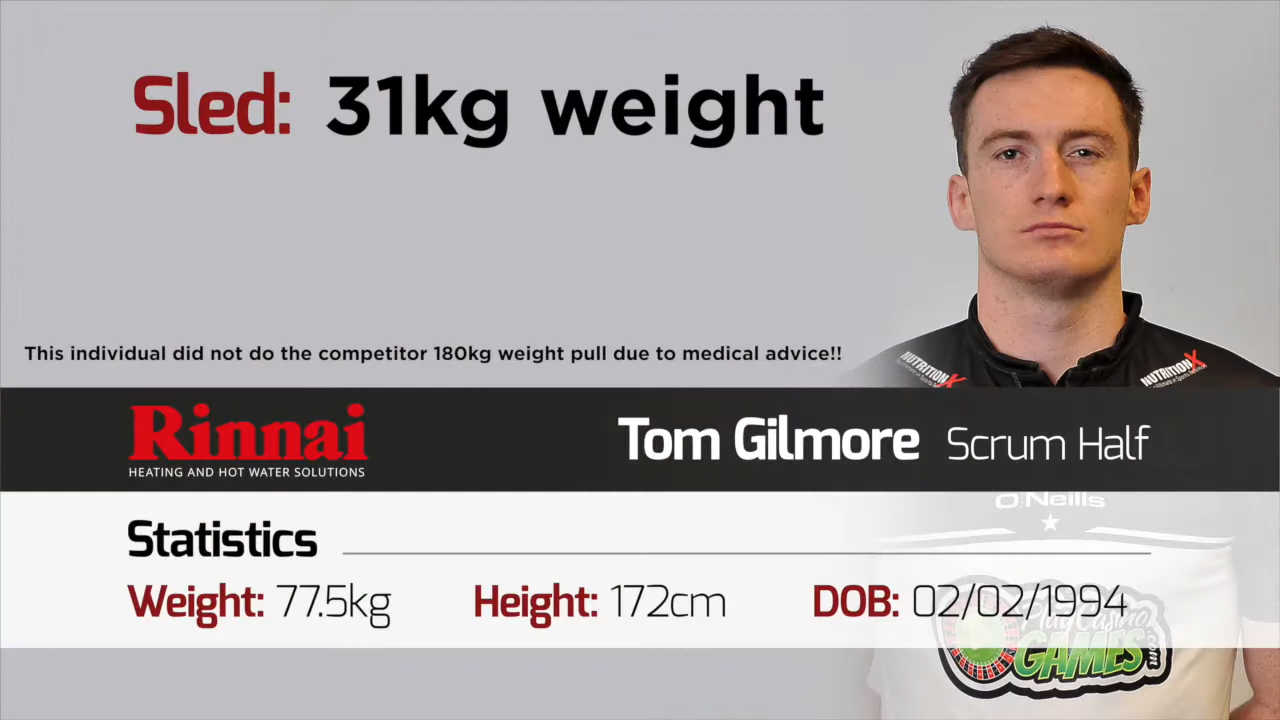 Sled: 31kg weight
This individual did not do the competitor 180kg weight pull due to medical advice!!
NUTRITION X
NUTRITION X
Rinnai
HEATING AND HOT WATER SOLUTIONS
Tom Gilmore Scrum Half
O'Neills
Statistics
Weight: 77.5kg Height: 172cm DOB: 02/02/1994
PlayCasino
GAMES.com